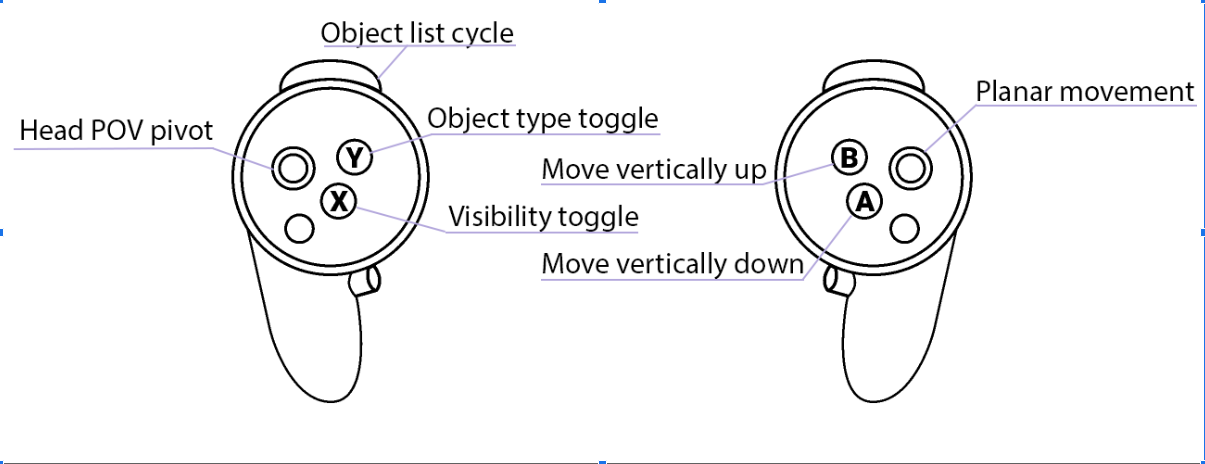 Object list cycle
Head POV pivot
Object type toggle
Y
X
Visibility toggle
Planar movement
Move vertically up
B
A
Move vertically down